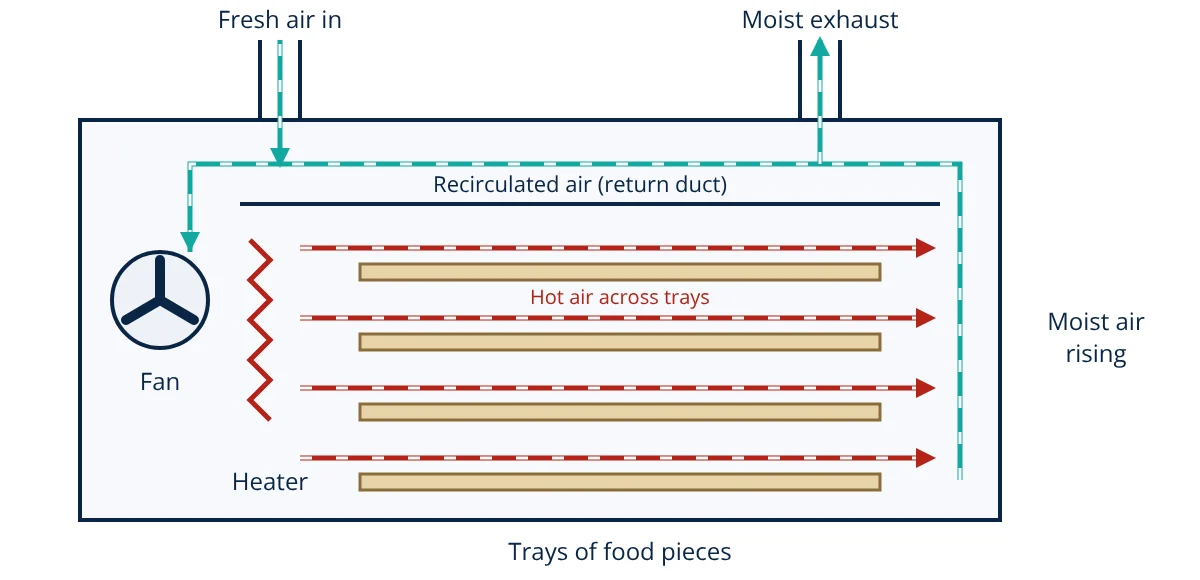 Fresh air in
Moist exhaust
Recirculated air (return duct)
Hot air across trays
Moist air
rising
Fan
Heater
Trays of food pieces